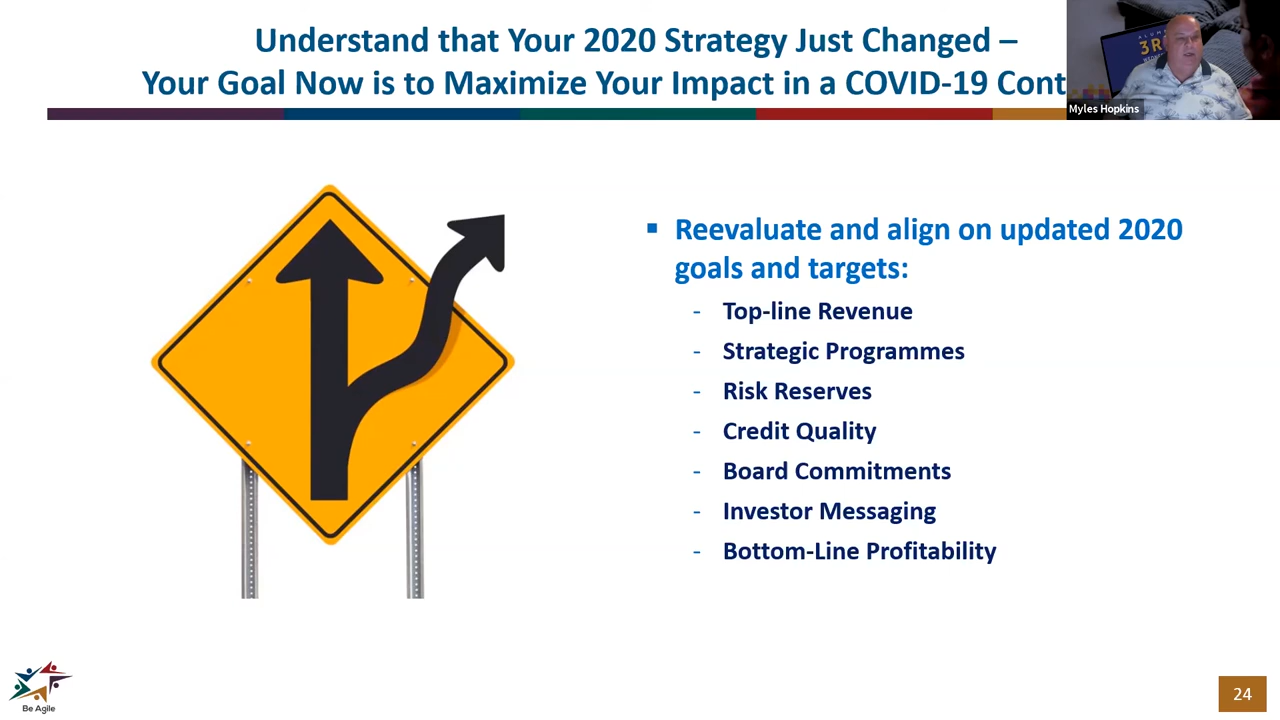 Understand that Your 2020 Strategy Just Changed –
Your Goal Now is to Maximize Your Impact in a COVID-19 Cont
3R
Myles Hopkins
▪ Reevaluate and align on updated 2020
goals and targets:
- Top-line Revenue
- Strategic Programmes
- Risk Reserves
- Credit Quality
- Board Commitments
- Investor Messaging
- Bottom-Line Profitability
Be Agile
24